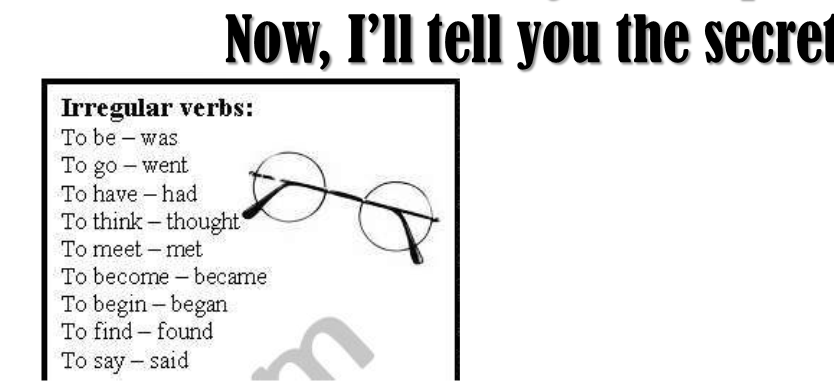 Now, I'll tell you the secret
Irregular verbs:
To be – was
To go – went
To have – had
To think – thought
To meet – met
To become – became
To begin – began
To find – found
To say – said